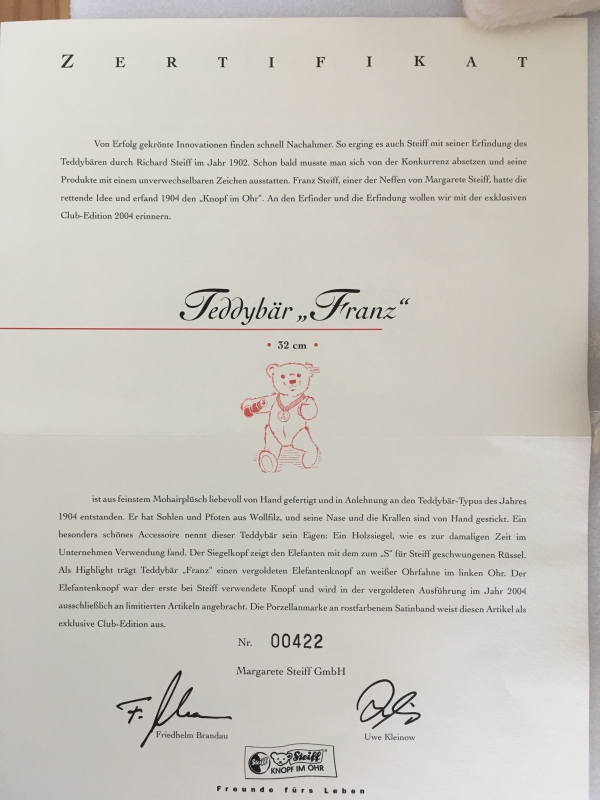 ZERTIFIKAT
Von Erfolg gekrönte Innovationen finden schnell Nachahmer. So erging es auch Steiff mit seiner Erfindung des
Teddybären durch Richard Steiff im Jahr 1902. Schon bald musste man sich von der Konkurrenz absetzen und seine
Produkte mit einem unverwechselbaren Zeichen ausstatten. Franz Steiff, einer der Neffen von Margarete Steiff, hatte die
rettende Idee und erfand 1904 den „Knopf im Ohr“. An den Erfinder und die Erfindung wollen wir mit der exklusiven
Club-Edition 2004 erinnern.
Teddybär „Franz“
• 32 cm •
ist aus feinstem Mohairplüsch liebevoll von Hand gefertigt und in Anlehnung an den Teddybär-Typus des Jahres
1904 entstanden. Er hat Sohlen und Pfoten aus Wollfilz, und seine Nase und die Krallen sind von Hand gestickt. Ein
besonders schönes Accessoire nennt dieser Teddybär sein Eigen: Ein Holzsiegel, wie es zur damaligen Zeit im
Unternehmen Verwendung fand. Der Siegelkopf zeigt den Elefanten mit dem zum „S“ für Steiff geschwungenen Rüssel.
Als Highlight trägt Teddybär „Franz“ einen vergoldeten Elefantenknopf an weißer Ohrfahne im linken Ohr. Der
Elefantenknopf war der erste bei Steiff verwendete Knopf und wird in der vergoldeten Ausführung im Jahr 2004
ausschließlich an limitierten Artikeln angebracht. Die Porzellanmarke an rostfarbenem Satinband weist diesen Artikel als
exklusive Club-Edition aus.
Nr. 00422
Margarete Steiff GmbH
Friedhelm Brandau Uwe Kleinow
Steiff Steiff®
KNOPF IM OHR
Freunde fürs Leben